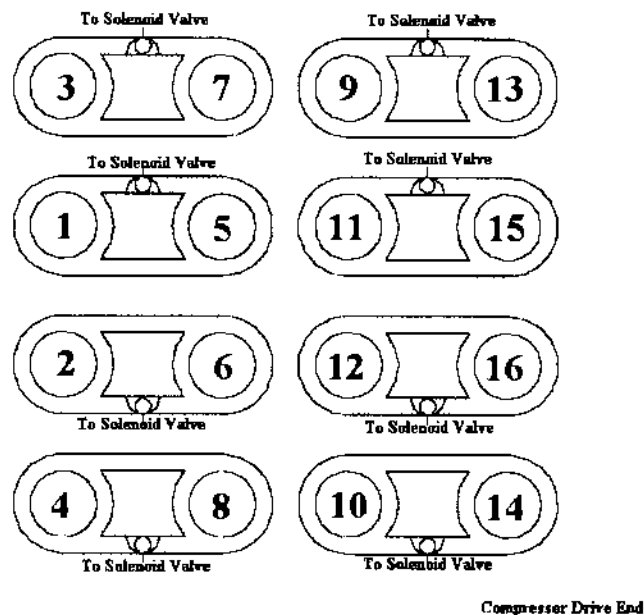 To Solenoid Valve To Solenoid Valve
3 7 9 13
To Solenoid Valve To Solenoid Valve
1 5 11 15
2 6 12 16
To Solenoid Valve To Solenoid Valve
4 8 10 14
To Solenoid Valve To Solenoid Valve
Compressor Drive End